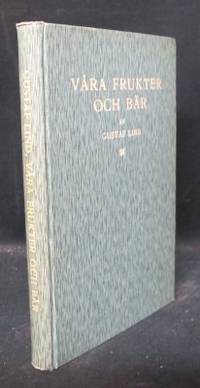 VÅRA FRUKTER
OCH BÄR
AV
GUSTAF LIND
GUSTAF LIND. VÅRA FRUKTER OCH BÄR